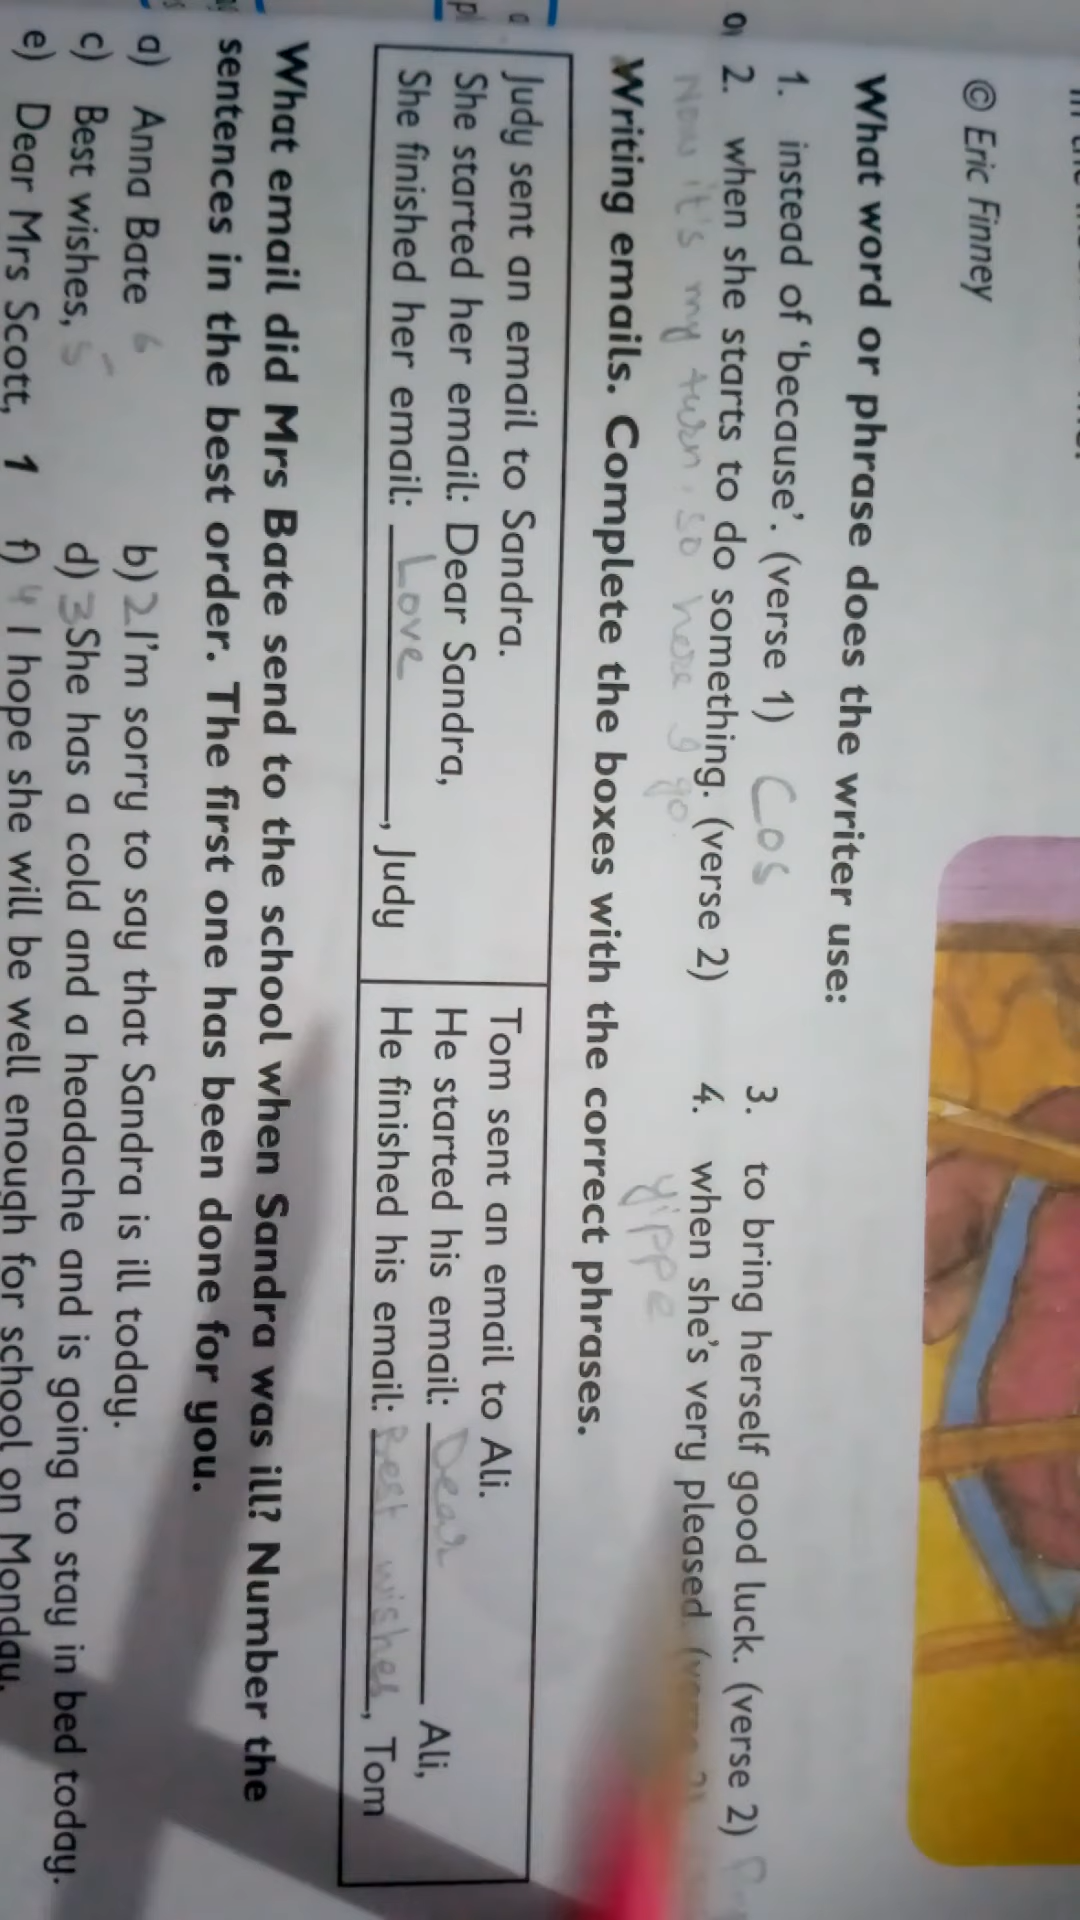 © Eric Finney
What word or phrase does the writer use:
1. instead of ‘because’. (verse 1) Cos
2. when she starts to do something. (verse 2)
Now it's my turn. so here I go.
3. to bring herself good luck. (verse 2)
4. when she's very pleased.
yippe
Writing emails. Complete the boxes with the correct phrases.
Judy sent an email to Sandra.
She started her email: Dear Sandra,
She finished her email: Love, Judy
Tom sent an email to Ali.
He started his email: Dear Ali,
He finished his email: Best wishes, Tom
What email did Mrs Bate send to the school when Sandra was ill? Number the
sentences in the best order. The first one has been done for you.
a) Anna Bate 6
b) 2 I'm sorry to say that Sandra is ill today.
c) Best wishes, 5
d) 3 She has a cold and a headache and is going to stay in bed today.
e) Dear Mrs Scott, 1
f) 4 I hope she will be well enough for school on Monday.